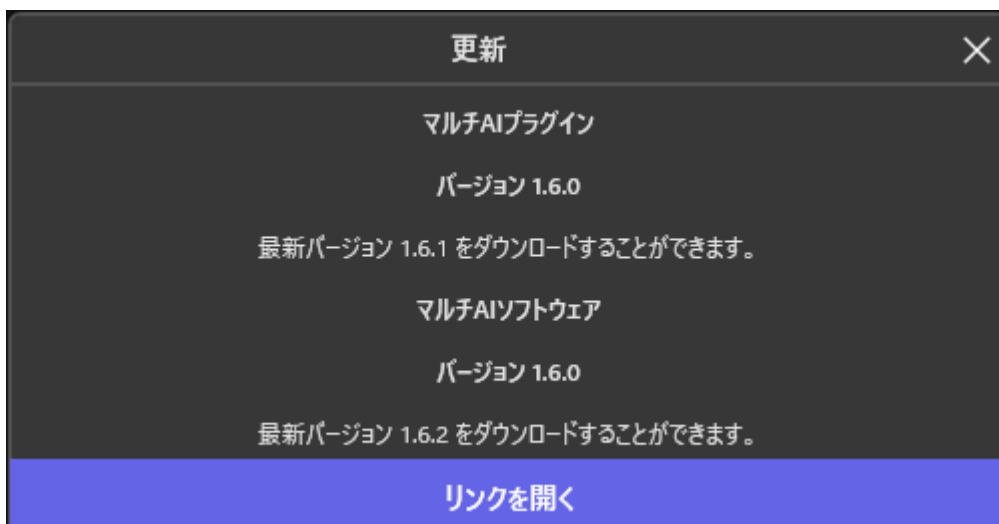 更新
マルチAIプラグイン
バージョン 1.6.0
最新バージョン 1.6.1 をダウンロードすることができます。
マルチAIソフトウェア
バージョン 1.6.0
最新バージョン 1.6.2 をダウンロードすることができます。
リンクを開く